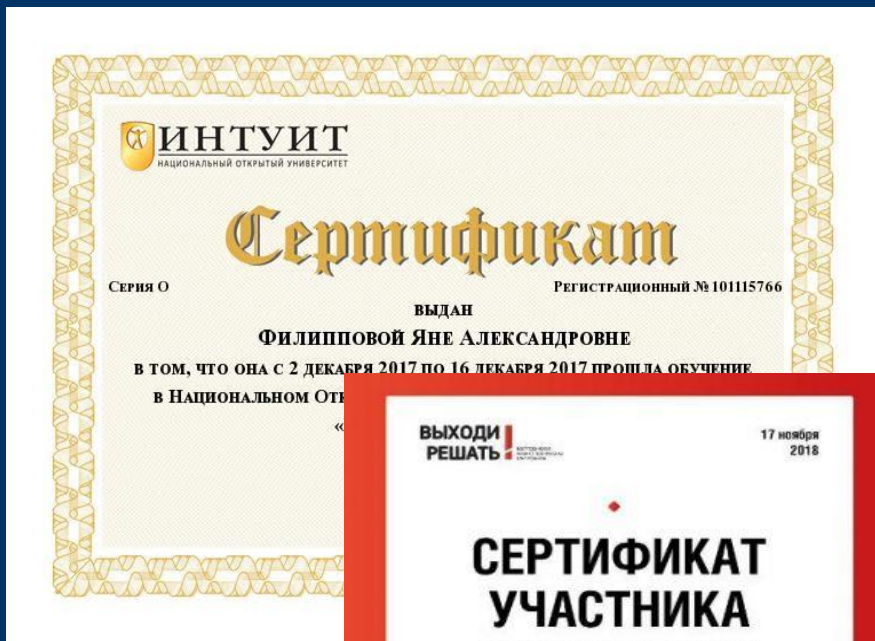 ИНТУИТ
НАЦИОНАЛЬНЫЙ ОТКРЫТЫЙ УНИВЕРСИТЕТ
Сертификат
СЕРИЯ О
РЕГИСТРАЦИОННЫЙ № 101115766
ВЫДАН
ФИЛИППОВОЙ ЯНЕ АЛЕКСАНДРОВНЕ
В ТОМ, ЧТО ОНА С 2 ДЕКАБРЯ 2017 ПО 16 ДЕКАБРЯ 2017 ПРОШЛА ОБУЧЕНИЕ
В НАЦИОНАЛЬНОМ
«
ВЫХОДИ
РЕШАТЬ!
17 ноября
2018
СЕРТИФИКАТ
УЧАСТНИКА